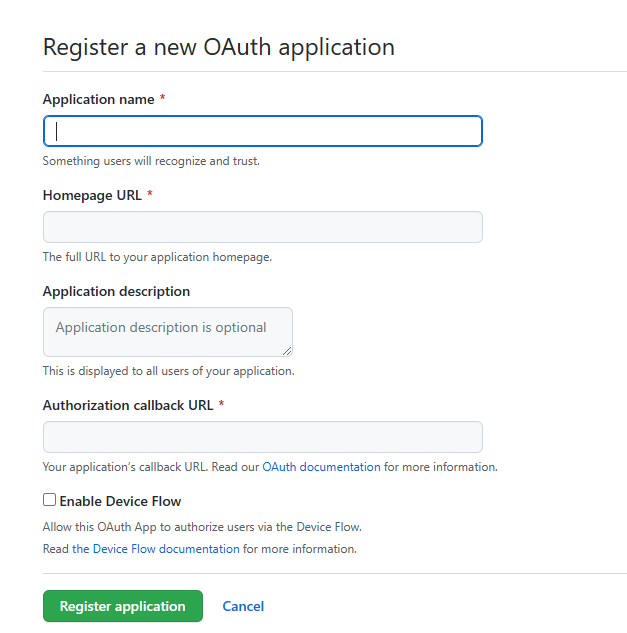 Register a new OAuth application
Application name *
Something users will recognize and trust.
Homepage URL *
The full URL to your application homepage.
Application description
Application description is optional
This is displayed to all users of your application.
Authorization callback URL *
Your application's callback URL. Read our OAuth documentation for more information.
Enable Device Flow
Allow this OAuth App to authorize users via the Device Flow.
Read the Device Flow documentation for more information.
Register application Cancel